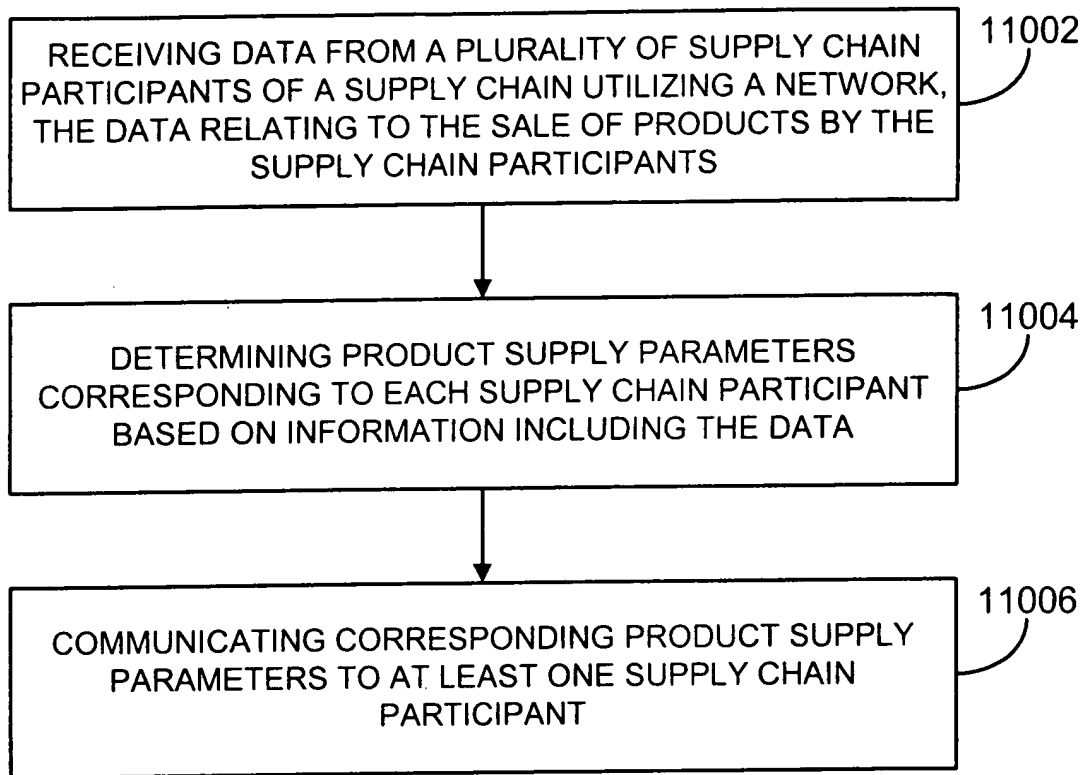 RECEIVING DATA FROM A PLURALITY OF SUPPLY CHAIN
PARTICIPANTS OF A SUPPLY CHAIN UTILIZING A NETWORK,
THE DATA RELATING TO THE SALE OF PRODUCTS BY THE
SUPPLY CHAIN PARTICIPANTS
11002
DETERMINING PRODUCT SUPPLY PARAMETERS
CORRESPONDING TO EACH SUPPLY CHAIN PARTICIPANT
BASED ON INFORMATION INCLUDING THE DATA
11004
COMMUNICATING CORRESPONDING PRODUCT SUPPLY
PARAMETERS TO AT LEAST ONE SUPPLY CHAIN
PARTICIPANT
11006